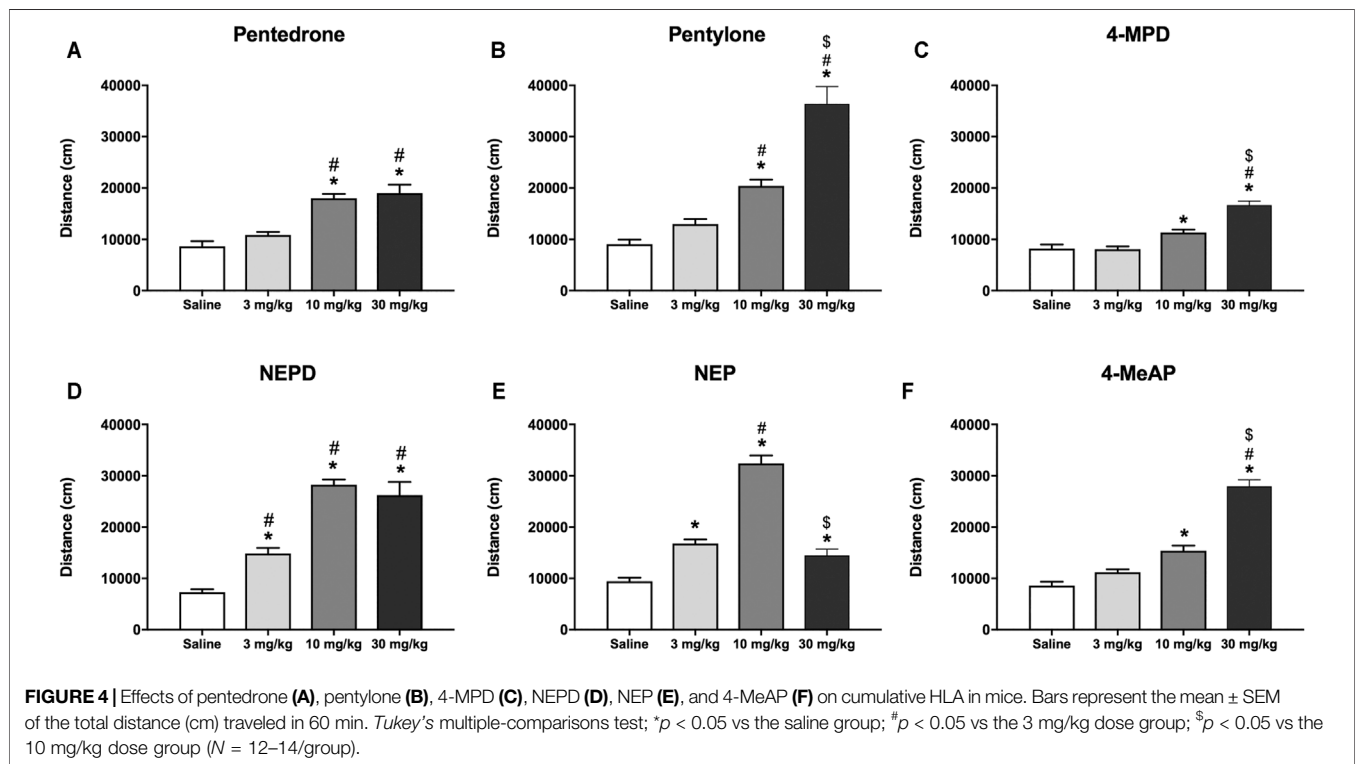 A
Pentedrone
Distance (cm)
40000
30000
20000
10000
0
#
*
#
*
Saline 3 mg/kg 10 mg/kg 30 mg/kg
B
Pentylone
Distance (cm)
40000
30000
20000
10000
0
#
*
$
#
*
Saline 3 mg/kg 10 mg/kg 30 mg/kg
C
4-MPD
Distance (cm)
40000
30000
20000
10000
0
*
$
#
*
Saline 3 mg/kg 10 mg/kg 30 mg/kg
D
NEPD
Distance (cm)
40000
30000
20000
10000
0
#
*
#
*
#
*
Saline 3 mg/kg 10 mg/kg 30 mg/kg
E
NEP
Distance (cm)
40000
30000
20000
10000
0
*
#
*
$
*
Saline 3 mg/kg 10 mg/kg 30 mg/kg
F
4-MeAP
Distance (cm)
40000
30000
20000
10000
0
*
$
#
*
Saline 3 mg/kg 10 mg/kg 30 mg/kg
FIGURE 4 | Effects of pentedrone (A), pentylone (B), 4-MPD (C), NEPD (D), NEP (E), and 4-MeAP (F) on cumulative HLA in mice. Bars represent the mean ± SEM
of the total distance (cm) traveled in 60 min. Tukey's multiple-comparisons test; *p < 0.05 vs the saline group; #p < 0.05 vs the 3 mg/kg dose group; $p < 0.05 vs the
10 mg/kg dose group (N = 12–14/group).